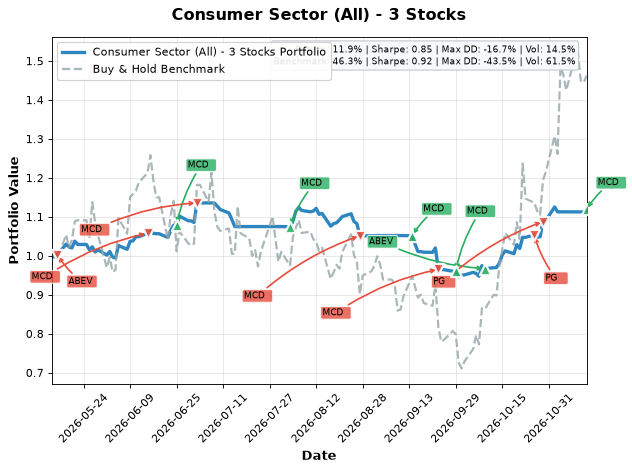 Consumer Sector (All) - 3 Stocks
Consumer Sector (All) - 3 Stocks Portfolio
Buy & Hold Benchmark
11.9% | Sharpe: 0.85 | Max DD: -16.7% | Vol: 14.5%
46.3% | Sharpe: 0.92 | Max DD: -43.5% | Vol: 61.5%
Portfolio Value
1.5
1.4
1.3
1.2
1.1
1.0
0.9
0.8
0.7
MCD
MCD
MCD
MCD
MCD
MCD
ABEV
MCD
ABEV
PG
PG
MCD
MCD
2026-05-24
2026-06-09
2026-06-25
2026-07-11
2026-07-27
2026-08-12
2026-08-28
2026-09-13
2026-09-29
2026-10-15
2026-10-31
Date